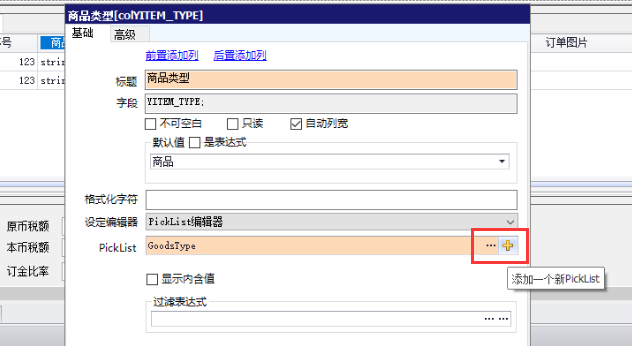 商品类型[colYITEM_TYPE]
基础 高级
号 商品 订单图片
前置添加列 后置添加列
123 strin
标题 商品类型
123 strin
字段 YITEM_TYPE;
不可空白 只读 自动列宽
默认值 是表达式
商品
格式化字符
原币税额 设定编辑器 PickList编辑器
本币税额 PickList GoodsType ...
订金比率 显示内含值 添加一个新PickList
过滤表达式
... ...